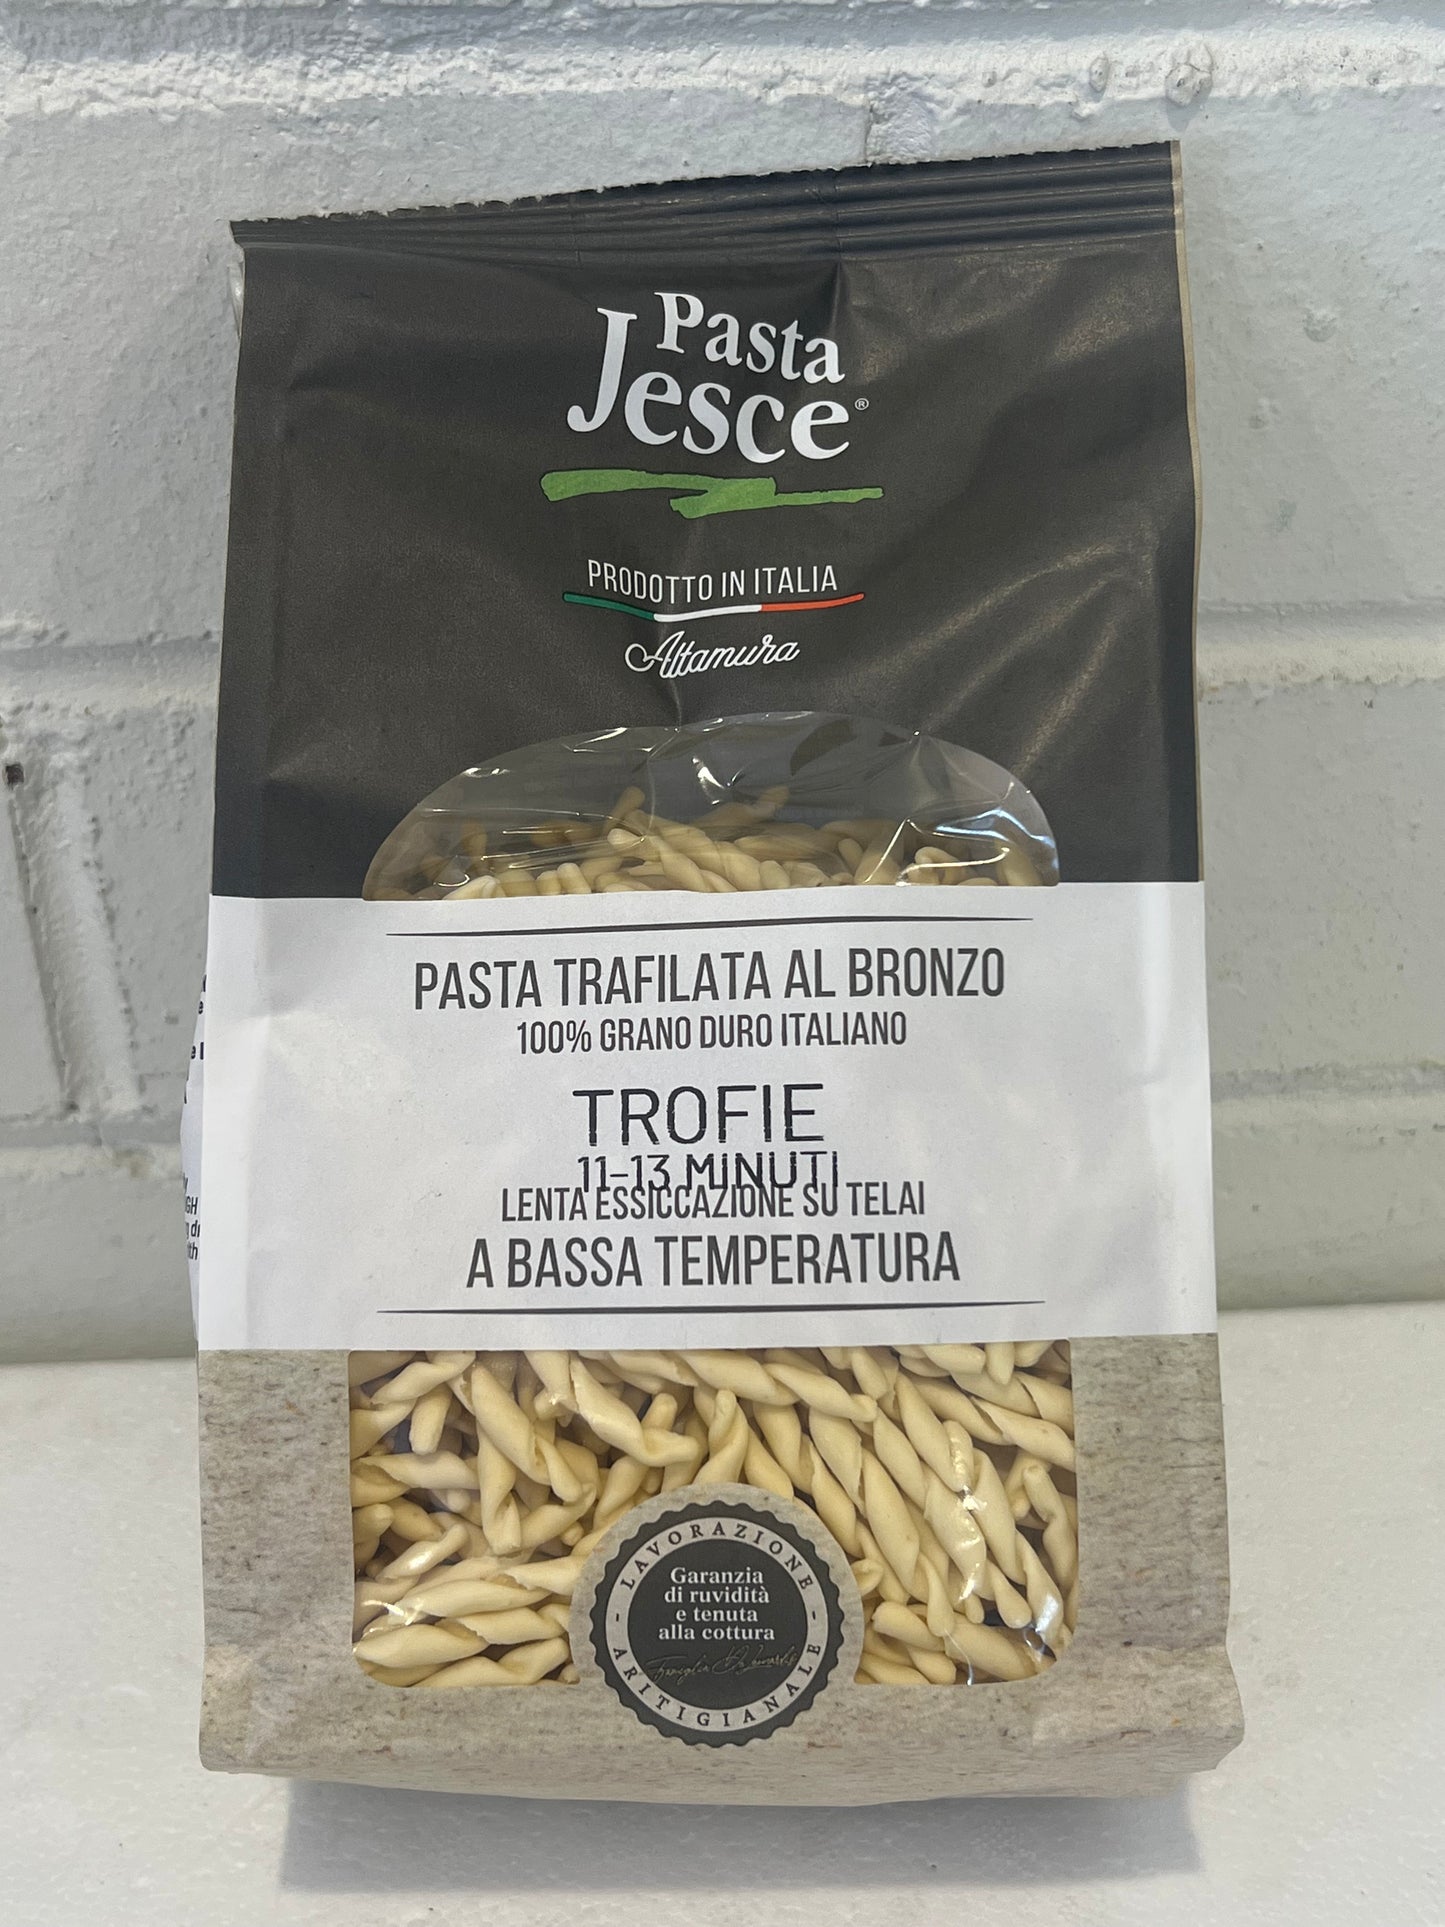 Pasta
Jesce®
PRODOTTO IN ITALIA
Altamura
PASTA TRAFILATA AL BRONZO
100% GRANO DURO ITALIANO
TROFIE
11-13 MINUTI
LENTA ESSICCAZIONE SU TELAI
A BASSA TEMPERATURA
LAVORAZIONE
Garanzia
di ruvidità
e tenuta
alla cottura
ARITIGIANALE